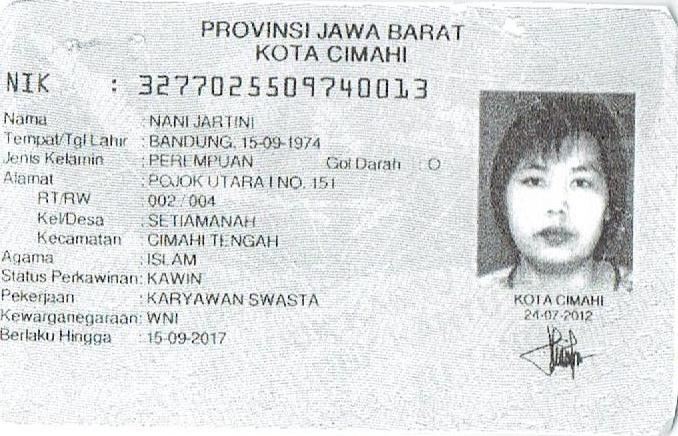 PROVINSI JAWA BARAT
KOTA CIMAHI
NIK : 3277025509740013
Nama : NANI JARTINI
Tempat/Tgl Lahir : BANDUNG, 15-09-1974
Jenis Kelamin : PEREMPUAN Gol Darah : O
Alamat : POJOK UTARA I NO. 151
RT/RW : 002 / 004
Kel/Desa : SETIAMANAH
Kecamatan : CIMAHI TENGAH
Agama : ISLAM
Status Perkawinan: KAWIN
Pekerjaan : KARYAWAN SWASTA
Kewarganegaraan: WNI
Berlaku Hingga : 15-09-2017
KOTA CIMAHI
24-07-2012